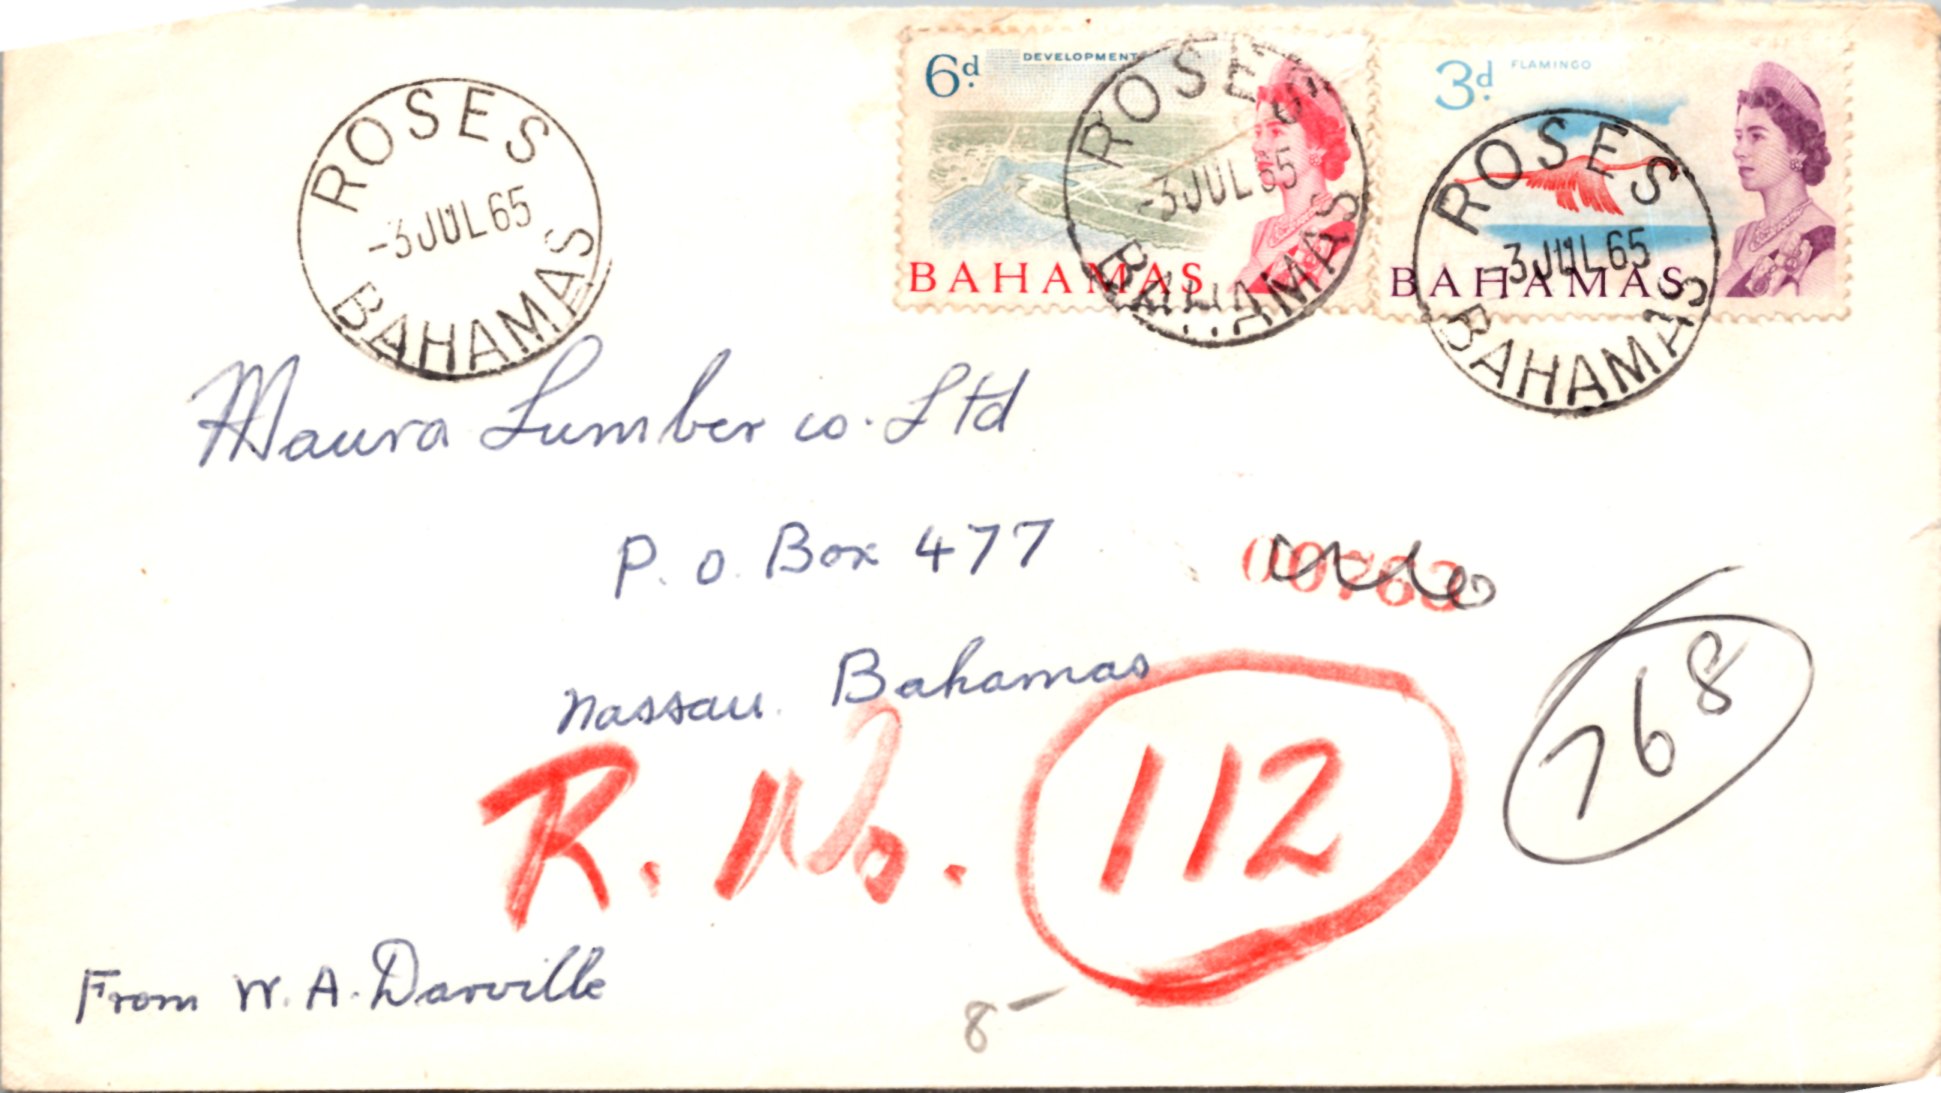 6d DEVELOPMENT
BAHAMAS
3d FLAMINGO
BAHAMAS
ROSES
-3 JUL 65
BAHAMAS
ROSES
-3 JUL 65
BAHAMAS
ROSES
-3 JUL 65
BAHAMAS
Maura Lumber co. Ltd
P. O. Box 477
Nassau. Bahamas
768
R. No. 112
From W. A. Darville
8-